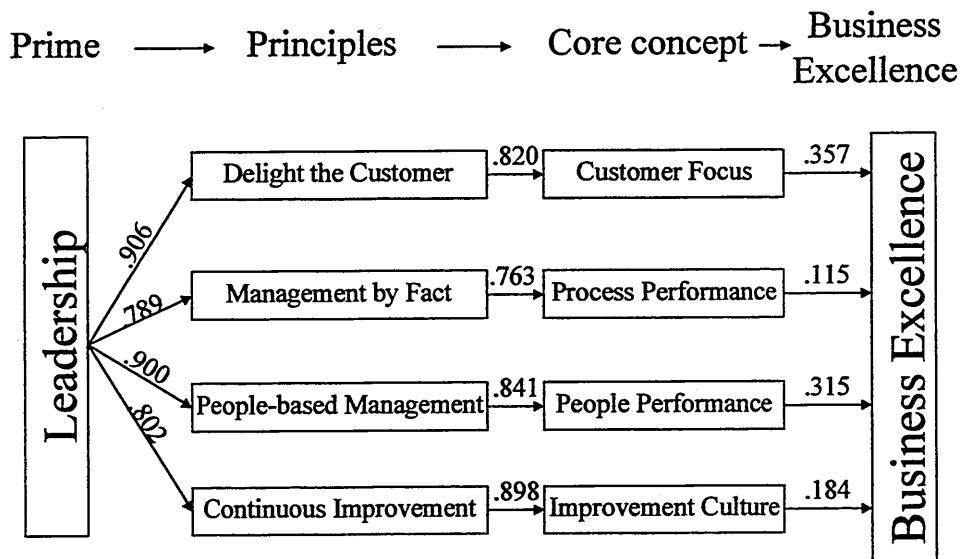 Prime
Principles
Core concept
Business
Excellence
Leadership
.906
.789
.900
.802
Delight the Customer
.820
Customer Focus
.357
Management by Fact
.763
Process Performance
.115
People-based Management
.841
People Performance
.315
Continuous Improvement
.898
Improvement Culture
.184
Business Excellence